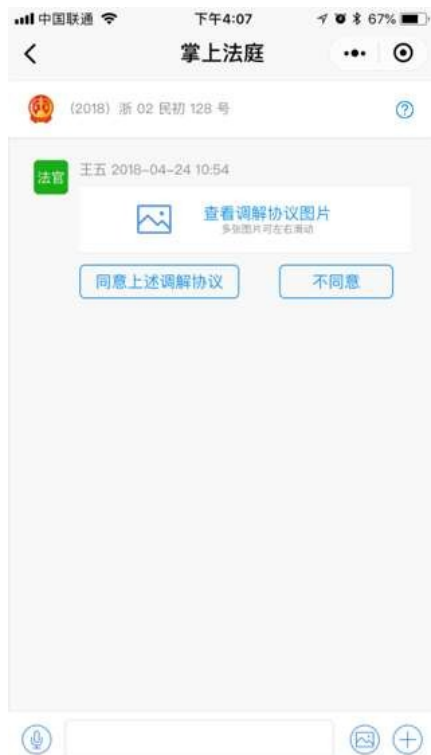 中国联通 下午4:07 67%
掌上法庭
(2018) 浙 02 民初 128 号
王五 2018-04-24 10:54
法官
查看调解协议图片
多张图片可左右滑动
同意上述调解协议 不同意